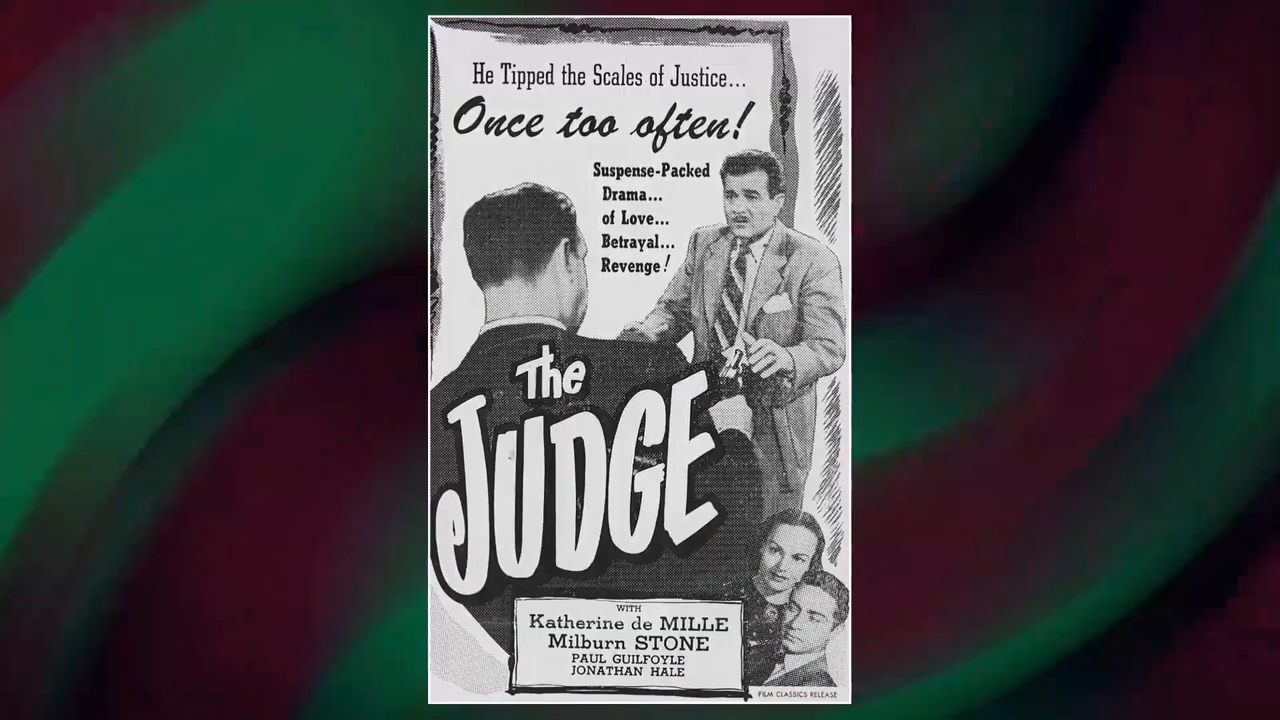 He Tipped the Scales of Justice...
Once too often!
Suspense-Packed
Drama...
of Love...
Betrayal...
Revenge!
The
JUDGE
WITH
Katherine de MILLE
Milburn STONE
PAUL GUILFOYLE
JONATHAN HALE
FILM CLASSICS RELEASE